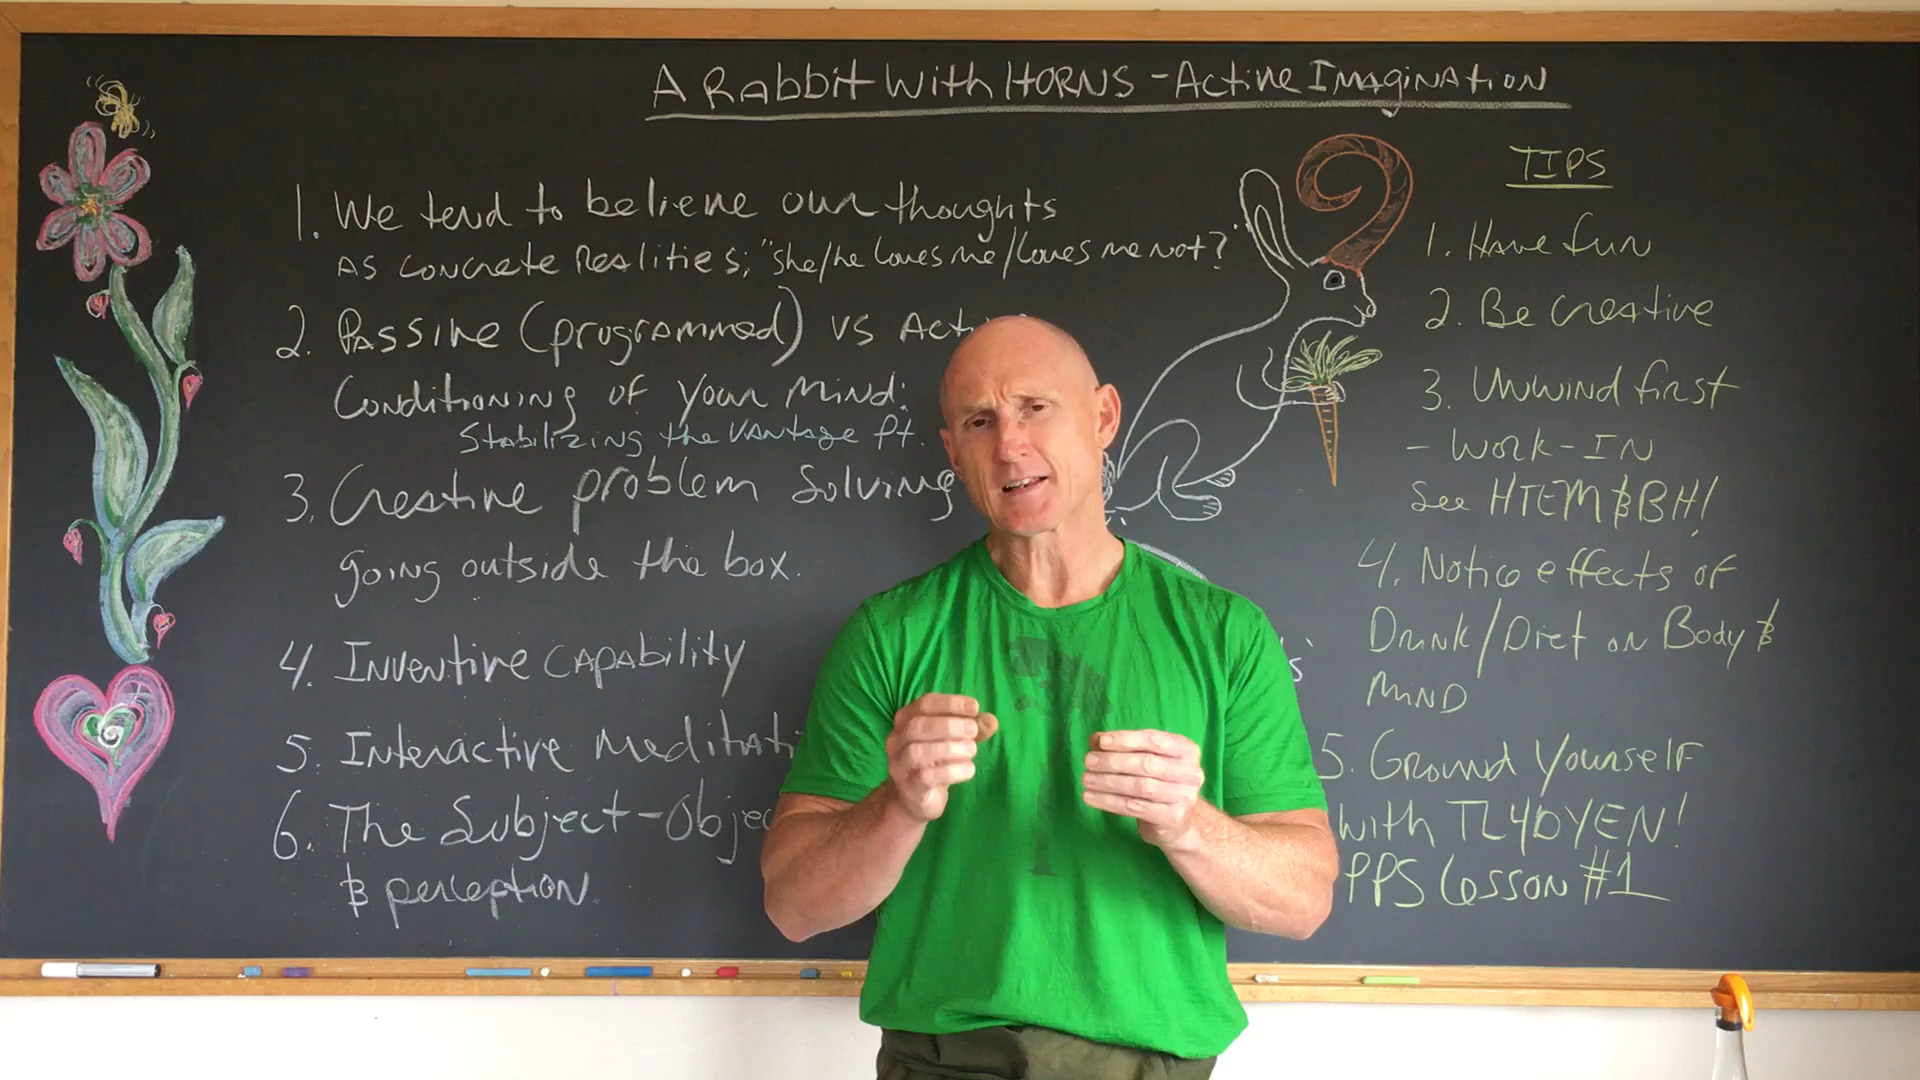 A Rabbit With HORNS - Active Imagination
1. We tend to believe our thoughts
As concrete Realities; "she/he Loves me/Loves me not?"
2. Passive (programmed) vs Acti
Conditioning of Your Mind:
Stabilizing the Vantage Pt.
3. Creative problem Solving
going outside the box.
4. Inventive Capability
5. Interactive Meditati
6. The Subject-Objec
& perception
TIPS
1. Have fun
2. Be Creative
3. Unwind first
- Work-IN
See HTEM&BH!
4. Notice effects of
Drink/Diet on Body &
Mind
5. Ground Yourself
with TL4DYEN!
PPS Lesson #1